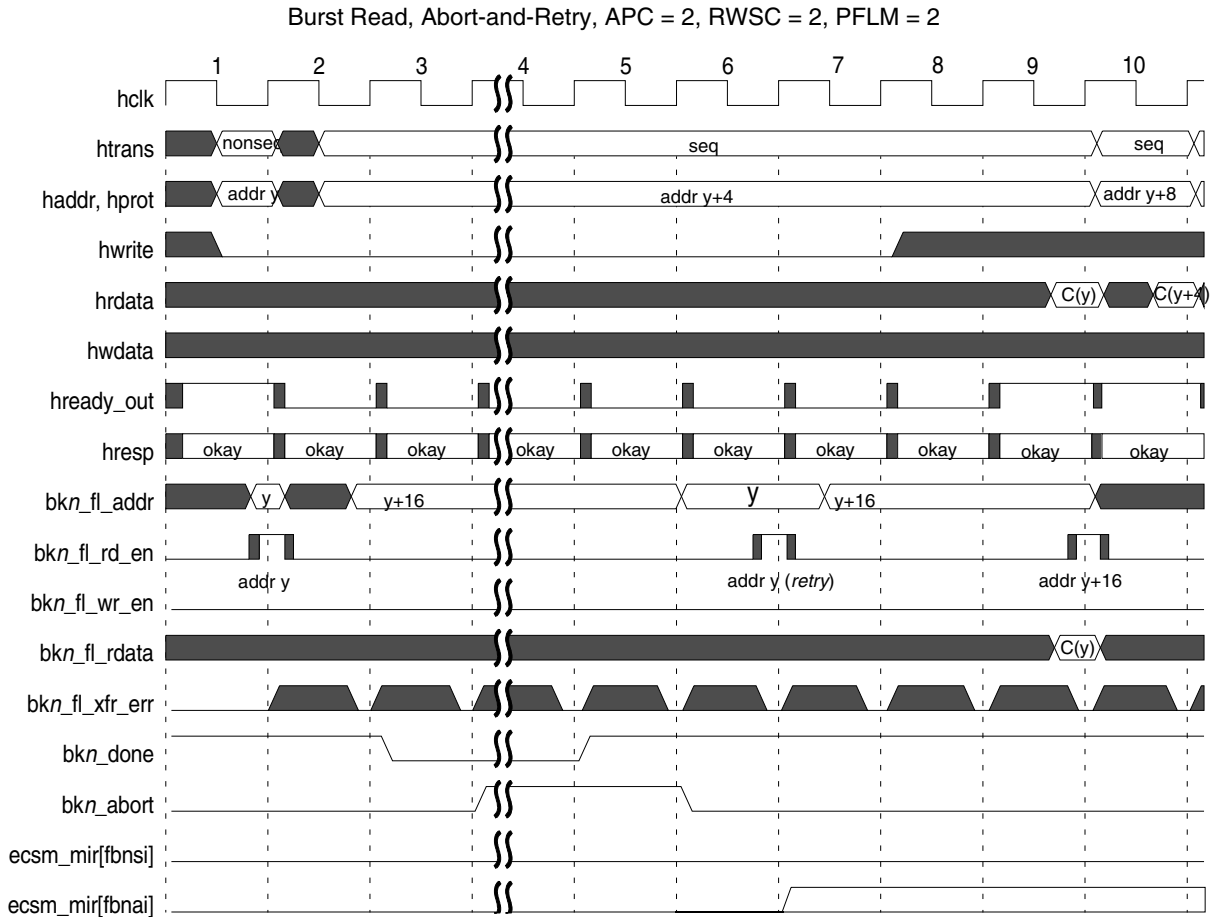 Burst Read, Abort-and-Retry, APC = 2, RWSC = 2, PFLM = 2
1 2 3 4 5 6 7 8 9 10
hclk
htrans nonseq seq seq
haddr, hprot addr y addr y+4 addr y+8
hwrite
hrdata C(y) C(y+4)
hwdata
hready_out
hresp okay okay okay okay okay okay okay okay okay okay
bkn_fl_addr y y+16 y y+16
bkn_fl_rd_en
addr y addr y (retry) addr y+16
bkn_fl_wr_en
bkn_fl_rdata C(y)
bkn_fl_xfr_err
bkn_done
bkn_abort
ecsm_mir[fbnsi]
ecsm_mir[fbnai]